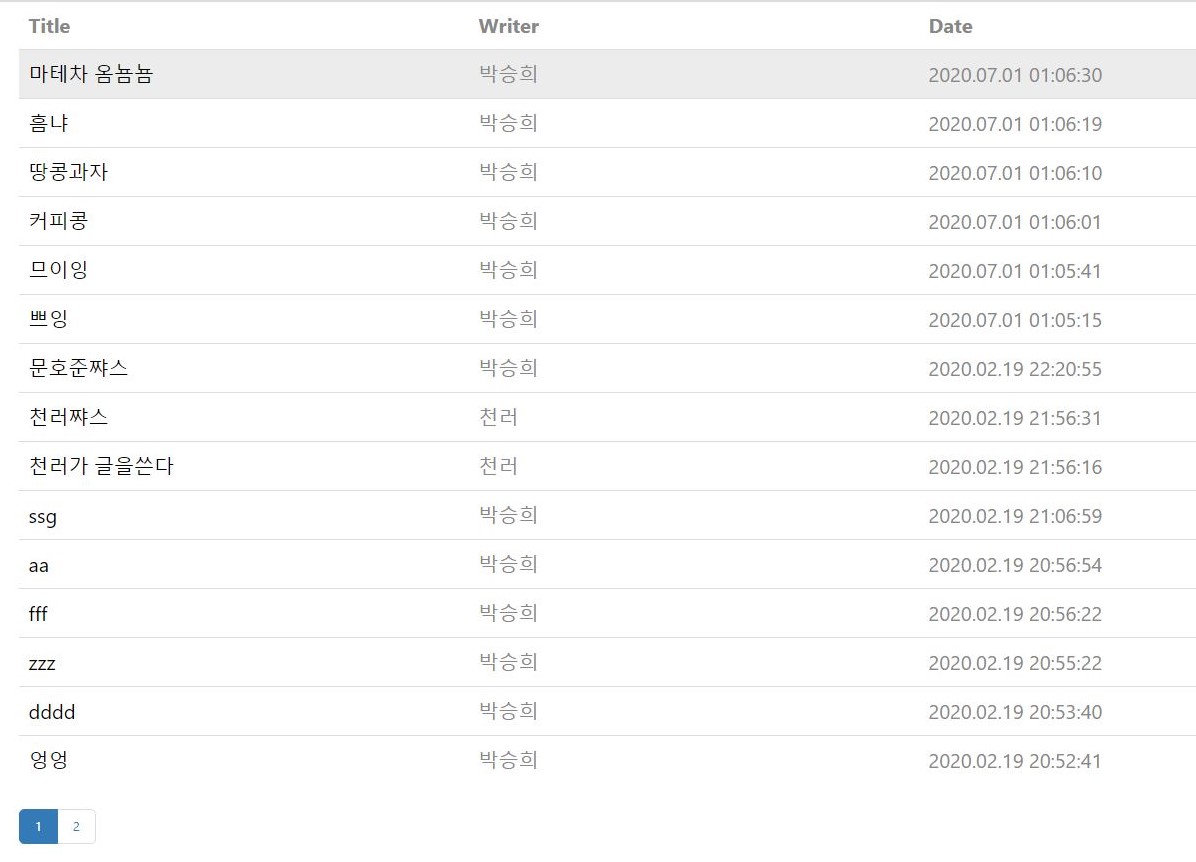 Title Writer Date
마테차 옴뇸뇸 박승희 2020.07.01 01:06:30
흠냐 박승희 2020.07.01 01:06:19
땅콩과자 박승희 2020.07.01 01:06:10
커피콩 박승희 2020.07.01 01:06:01
므이잉 박승희 2020.07.01 01:05:41
쁘잉 박승희 2020.07.01 01:05:15
문호준쨔스 박승희 2020.02.19 22:20:55
천러쨔스 천러 2020.02.19 21:56:31
천러가 글을쓴다 천러 2020.02.19 21:56:16
ssg 박승희 2020.02.19 21:06:59
aa 박승희 2020.02.19 20:56:54
fff 박승희 2020.02.19 20:56:22
zzz 박승희 2020.02.19 20:55:22
dddd 박승희 2020.02.19 20:53:40
엉엉 박승희 2020.02.19 20:52:41
1 2